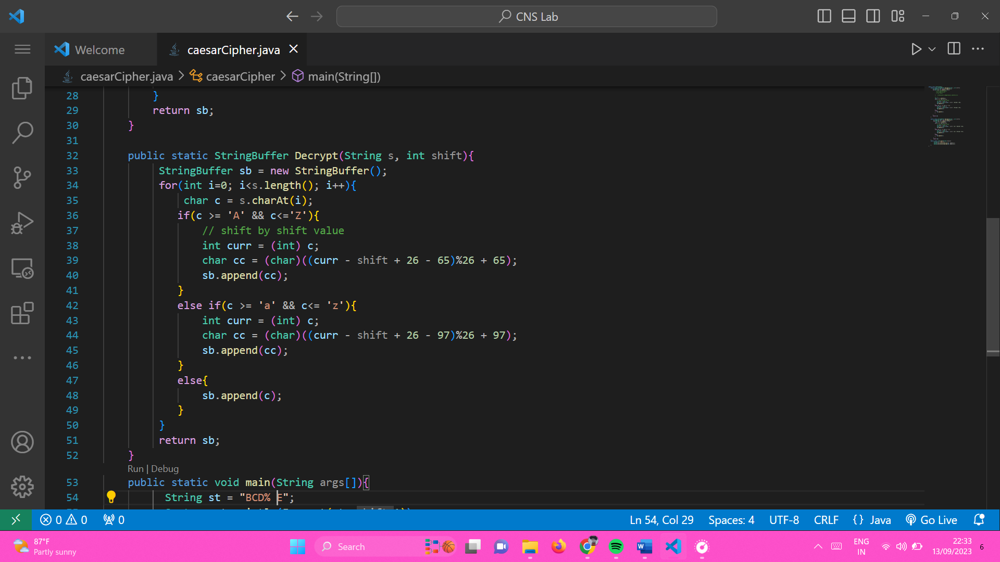 CNS Lab
Welcome
caesarCipher.java
caesarCipher.java > caesarCipher > main(String[])
28 }
29 return sb;
30 }
31
32 public static StringBuffer Decrypt(String s, int shift){
33 StringBuffer sb = new StringBuffer();
34 for(int i=0; i<s.length(); i++){
35 char c = s.charAt(i);
36 if(c >= 'A' && c<='Z'){
37 // shift by shift value
38 int curr = (int) c;
39 char cc = (char)((curr - shift + 26 - 65)%26 + 65);
40 sb.append(cc);
41 }
42 else if(c >= 'a' && c<= 'z'){
43 int curr = (int) c;
44 char cc = (char)((curr - shift + 26 - 97)%26 + 97);
45 sb.append(cc);
46 }
47 else{
48 sb.append(c);
49 }
50 }
51 return sb;
52 }
Run | Debug
53 public static void main(String args[]){
54 String st = "BCD% E";
0 0 0
Ln 54, Col 29 Spaces: 4 UTF-8 CRLF {} Java Go Live
87°F
Partly sunny
Search
ENG
IN
22:33
13/09/2023
6